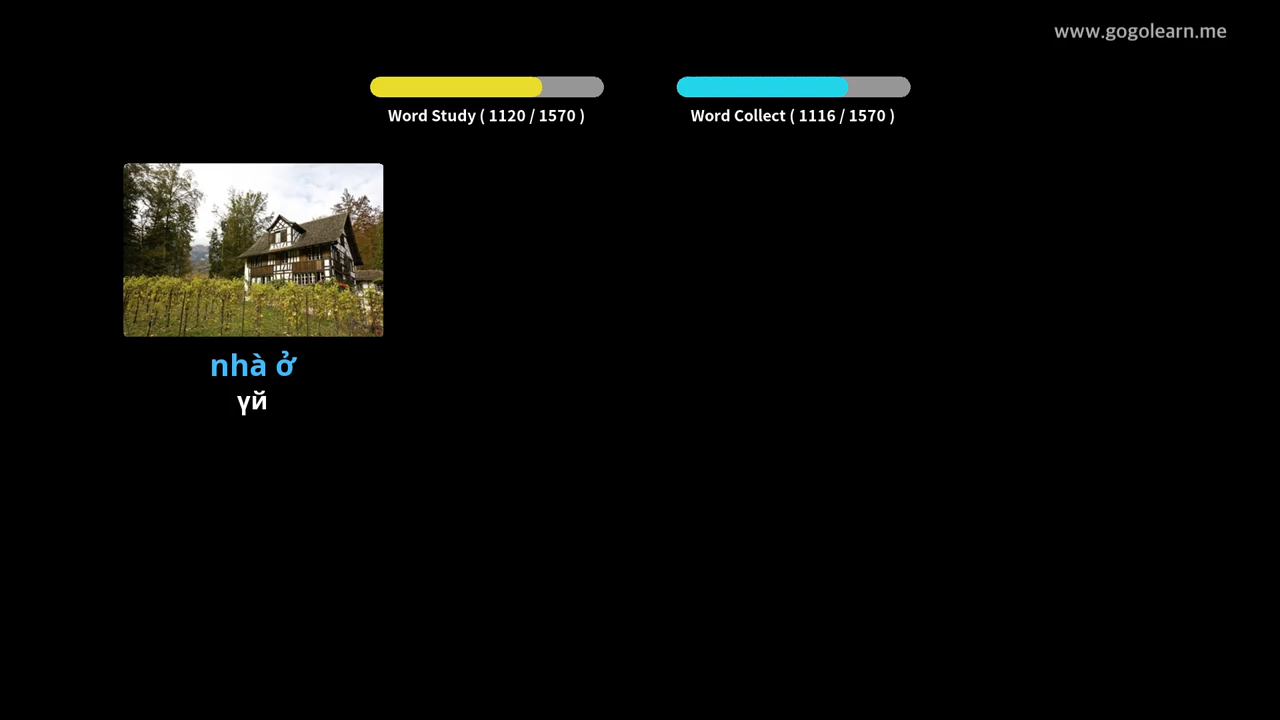 www.gogolearn.me
Word Study ( 1120 / 1570 )
Word Collect ( 1116 / 1570 )
nhà ở
үй